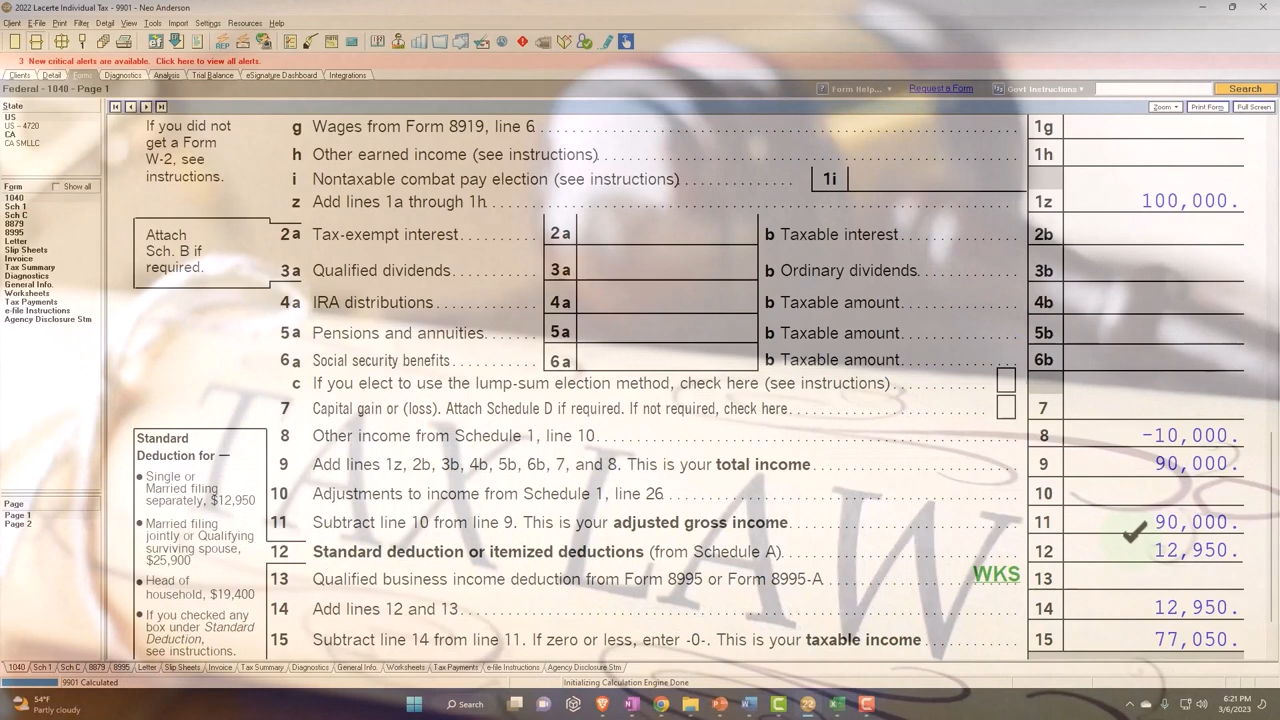 2022 Lacerte Individual Tax - 9901 - Neo Anderson
Client E-File Print Filter Detail View Tools Import Settings Resources Help
3 New critical alerts are available. Click here to view all alerts.
Clients Detail Forms Diagnostics Analysis Trial Balance eSignature Dashboard Integrations
Federal - 1040 - Page 1 Form Help... Request a Form Govt Instructions Search
State
US
US - 4720
CA
CA SMLLC
Form Show all
1040
Sch 1
Sch C
8879
8995
Letter
Slip Sheets
Invoice
Tax Summary
Diagnostics
General Info.
Worksheets
Tax Payments
e-file Instructions
Agency Disclosure Stm
Page
Page 1
Page 2
Zoom Print Form Full Screen
If you did not
get a Form
W-2, see
instructions.
g Wages from Form 8919, line 6 1g
h Other earned income (see instructions) 1h
i Nontaxable combat pay election (see instructions) 1i
z Add lines 1a through 1h 1z 100,000.
Attach
Sch. B if
required.
2a Tax-exempt interest 2a b Taxable interest 2b
3a Qualified dividends 3a b Ordinary dividends 3b
4a IRA distributions 4a b Taxable amount 4b
5a Pensions and annuities 5a b Taxable amount 5b
6a Social security benefits 6a b Taxable amount 6b
c If you elect to use the lump-sum election method, check here (see instructions)
7 Capital gain or (loss). Attach Schedule D if required. If not required, check here 7
Standard
Deduction for —
• Single or
Married filing
separately, $12,950
• Married filing
jointly or Qualifying
surviving spouse,
$25,900
• Head of
household, $19,400
• If you checked any
box under Standard
Deduction,
see instructions.
8 Other income from Schedule 1, line 10 8 -10,000.
9 Add lines 1z, 2b, 3b, 4b, 5b, 6b, 7, and 8. This is your total income 9 90,000.
10 Adjustments to income from Schedule 1, line 26 10
11 Subtract line 10 from line 9. This is your adjusted gross income 11 90,000.
12 Standard deduction or itemized deductions (from Schedule A) 12 12,950.
13 Qualified business income deduction from Form 8995 or Form 8995-A WKS 13
14 Add lines 12 and 13 14 12,950.
15 Subtract line 14 from line 11. If zero or less, enter -0-. This is your taxable income 15 77,050.
TAX LAW
1040 Sch 1 Sch C 8879 8995 Letter Slip Sheets Invoice Tax Summary Diagnostics General Info. Worksheets Tax Payments e-file Instructions Agency Disclosure Stm
9901 Calculated Initializing Calculation Engine Done
54°F
Partly cloudy
Search
6:21 PM
3/6/2023